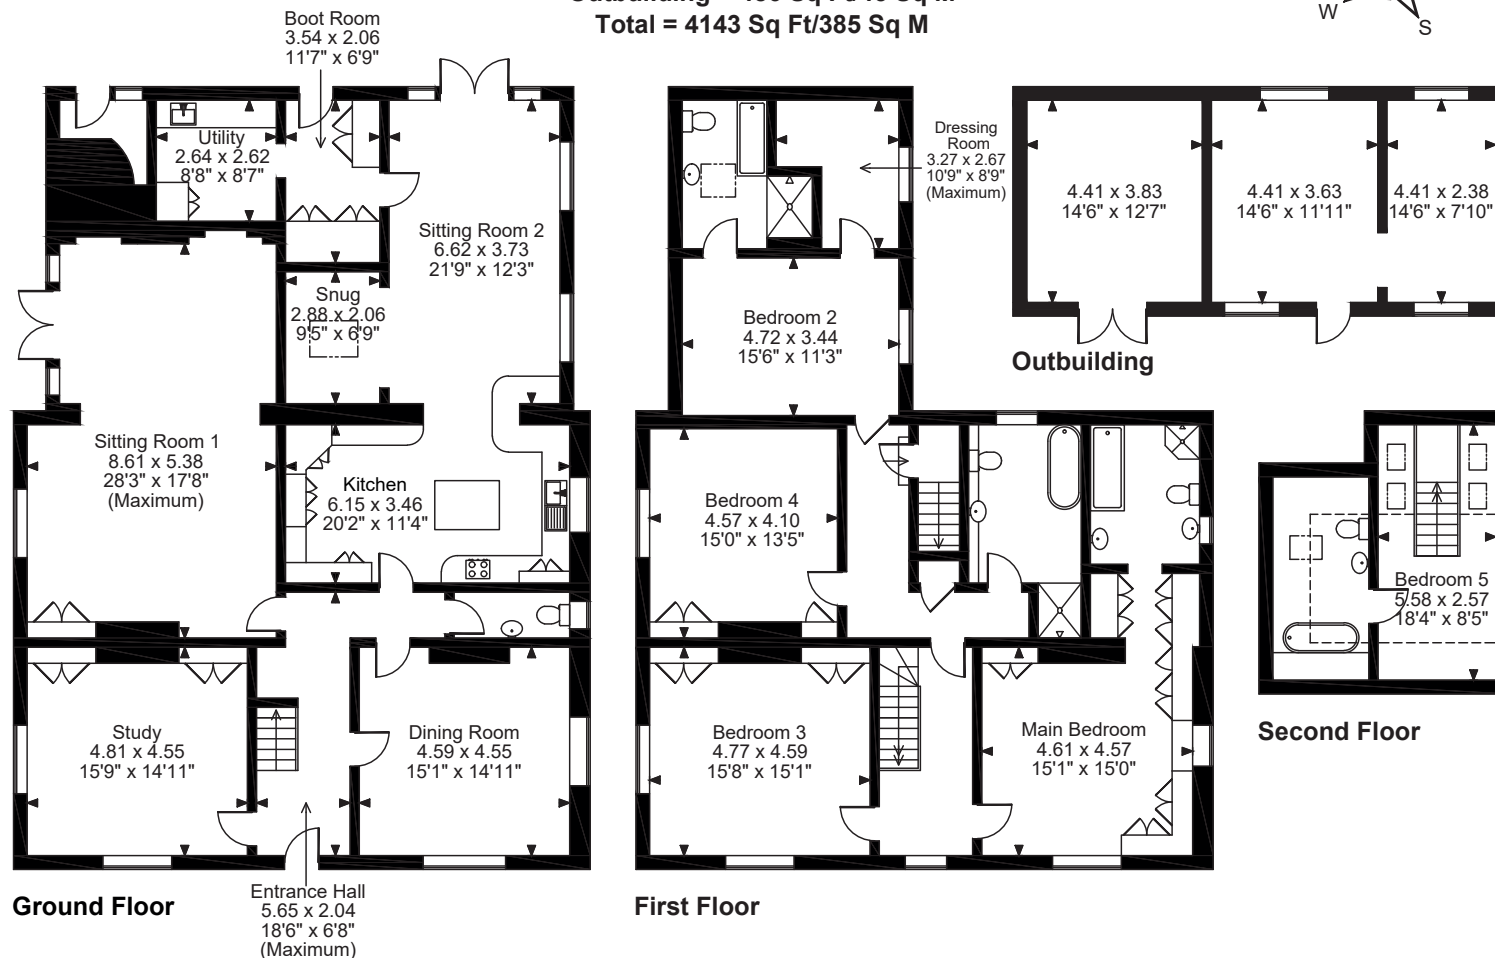 Total = 4143 Sq Ft/385 Sq M
W
S
Boot Room
3.54 x 2.06
11'7" x 6'9"
Utility
2.64 x 2.62
8'8" x 8'7"
Sitting Room 2
6.62 x 3.73
21'9" x 12'3"
Snug
2.88 x 2.06
9'5" x 6'9"
Sitting Room 1
8.61 x 5.38
28'3" x 17'8"
(Maximum)
Kitchen
6.15 x 3.46
20'2" x 11'4"
Study
4.81 x 4.55
15'9" x 14'11"
Dining Room
4.59 x 4.55
15'1" x 14'11"
Entrance Hall
5.65 x 2.04
18'6" x 6'8"
(Maximum)
Ground Floor
Dressing
Room
3.27 x 2.67
10'9" x 8'9"
(Maximum)
Bedroom 2
4.72 x 3.44
15'6" x 11'3"
Bedroom 4
4.57 x 4.10
15'0" x 13'5"
Bedroom 3
4.77 x 4.59
15'8" x 15'1"
Main Bedroom
4.61 x 4.57
15'1" x 15'0"
First Floor
4.41 x 3.83
14'6" x 12'7"
4.41 x 3.63
14'6" x 11'11"
4.41 x 2.38
14'6" x 7'10"
Outbuilding
Bedroom 5
5.58 x 2.57
18'4" x 8'5"
Second Floor